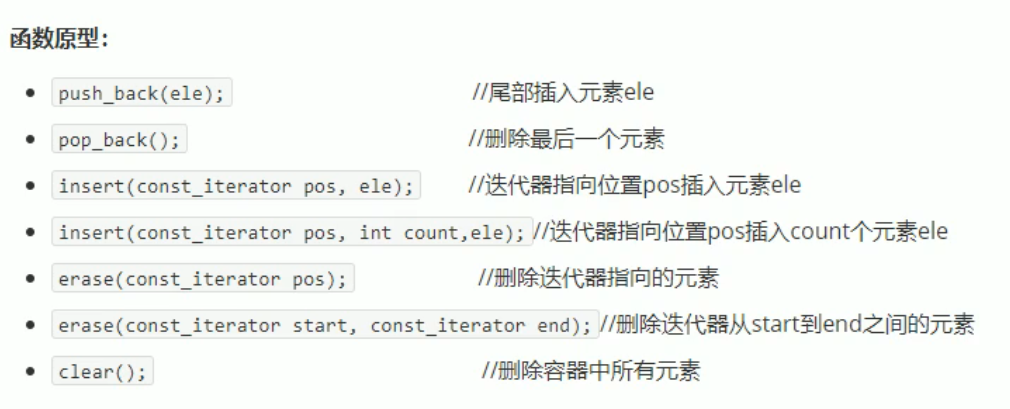 函数原型：
• push_back(ele); //尾部插入元素ele
• pop_back(); //删除最后一个元素
• insert(const_iterator pos, ele); //迭代器指向位置pos插入元素ele
• insert(const_iterator pos, int count,ele); //迭代器指向位置pos插入count个元素ele
• erase(const_iterator pos); //删除迭代器指向的元素
• erase(const_iterator start, const_iterator end); //删除迭代器从start到end之间的元素
• clear(); //删除容器中所有元素